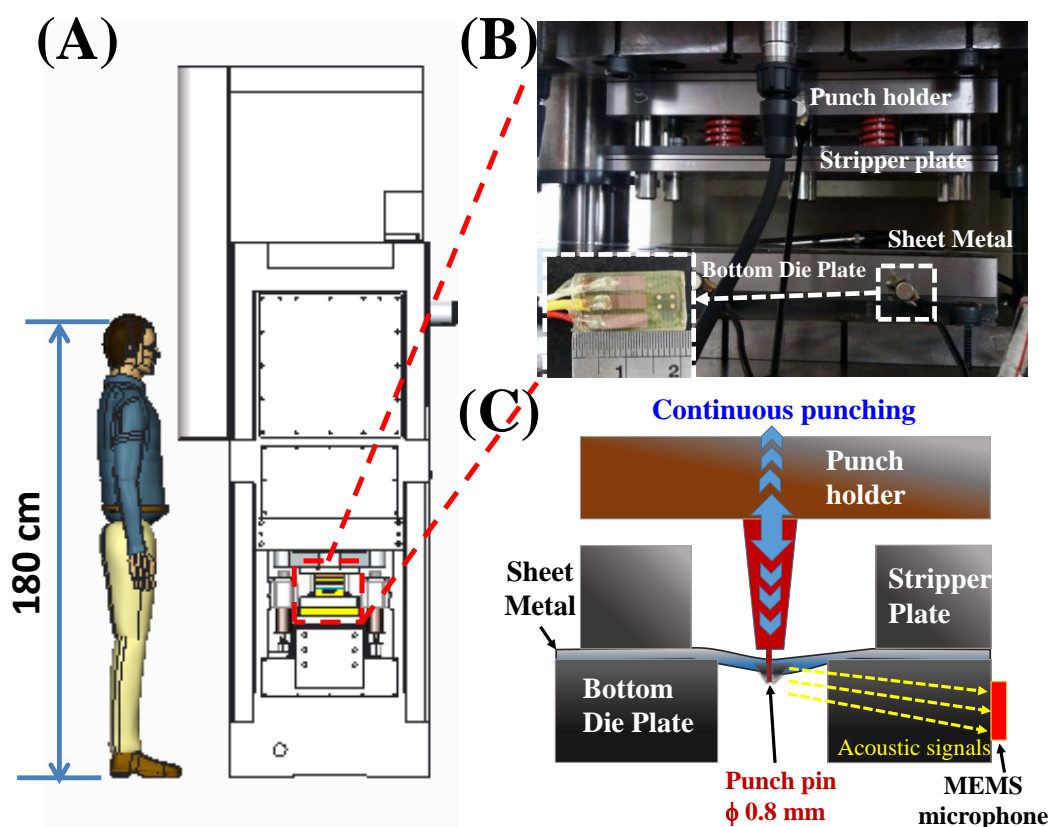 (A)
180 cm
(B)
Punch holder
Stripper plate
Sheet Metal
Bottom Die Plate
1 2
(C)
Continuous punching
Punch
holder
Sheet
Metal
Stripper
Plate
Bottom
Die Plate
Acoustic signals
Punch pin
ϕ 0.8 mm
MEMS
microphone